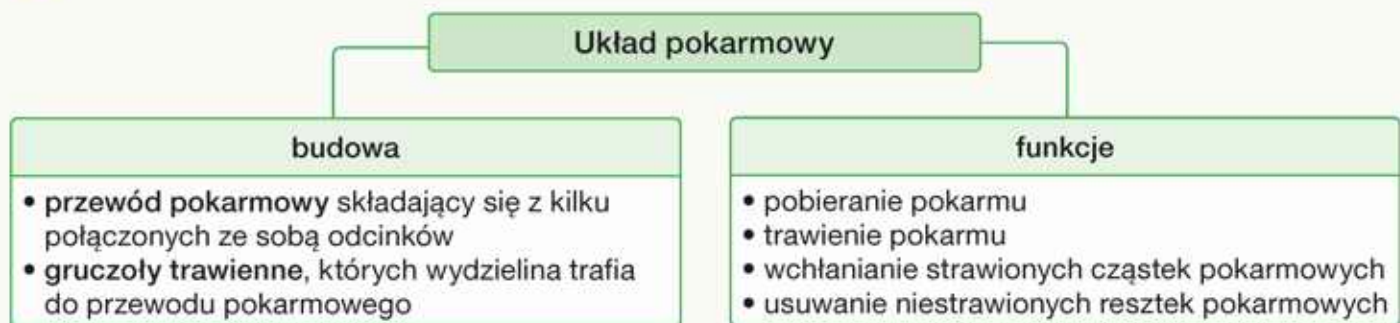 Układ pokarmowy
budowa
• przewód pokarmowy składający się z kilku
połączonych ze sobą odcinków
• gruczoły trawienne, których wydzielina trafia
do przewodu pokarmowego
funkcje
• pobieranie pokarmu
• trawienie pokarmu
• wchłanianie strawionych cząstek pokarmowych
• usuwanie niestrawionych resztek pokarmowych